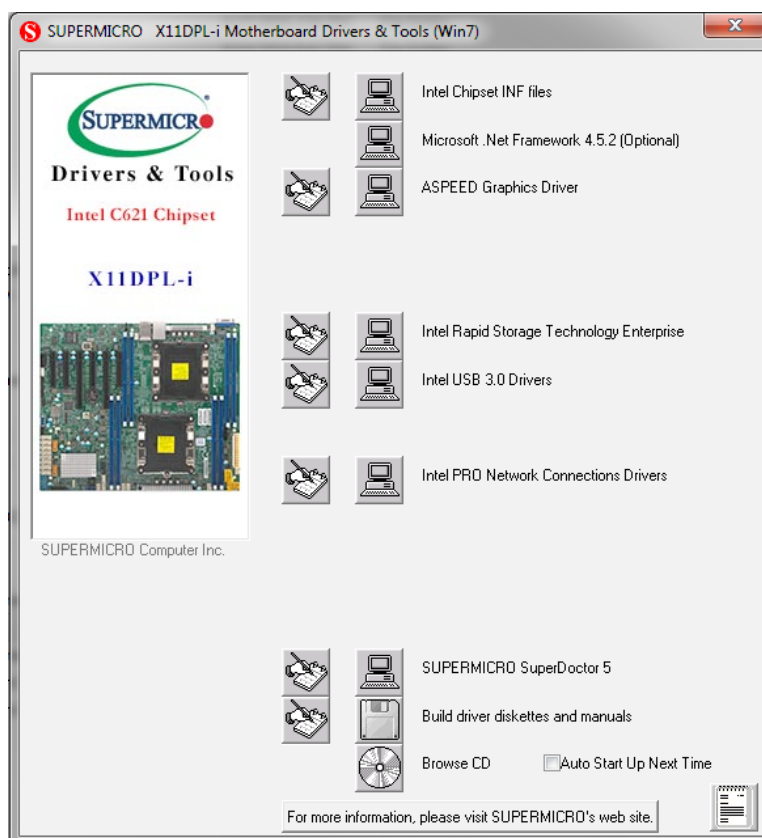 SUPERMICRO X11DPL-i Motherboard Drivers & Tools (Win7)
SUPERMICRO
Drivers & Tools
Intel C621 Chipset
X11DPL-i
SUPERMICRO Computer Inc.
Intel Chipset INF files
Microsoft .Net Framework 4.5.2 (Optional)
ASPEED Graphics Driver
Intel Rapid Storage Technology Enterprise
Intel USB 3.0 Drivers
Intel PRO Network Connections Drivers
SUPERMICRO SuperDoctor 5
Build driver diskettes and manuals
Browse CD Auto Start Up Next Time
For more information, please visit SUPERMICRO's web site.